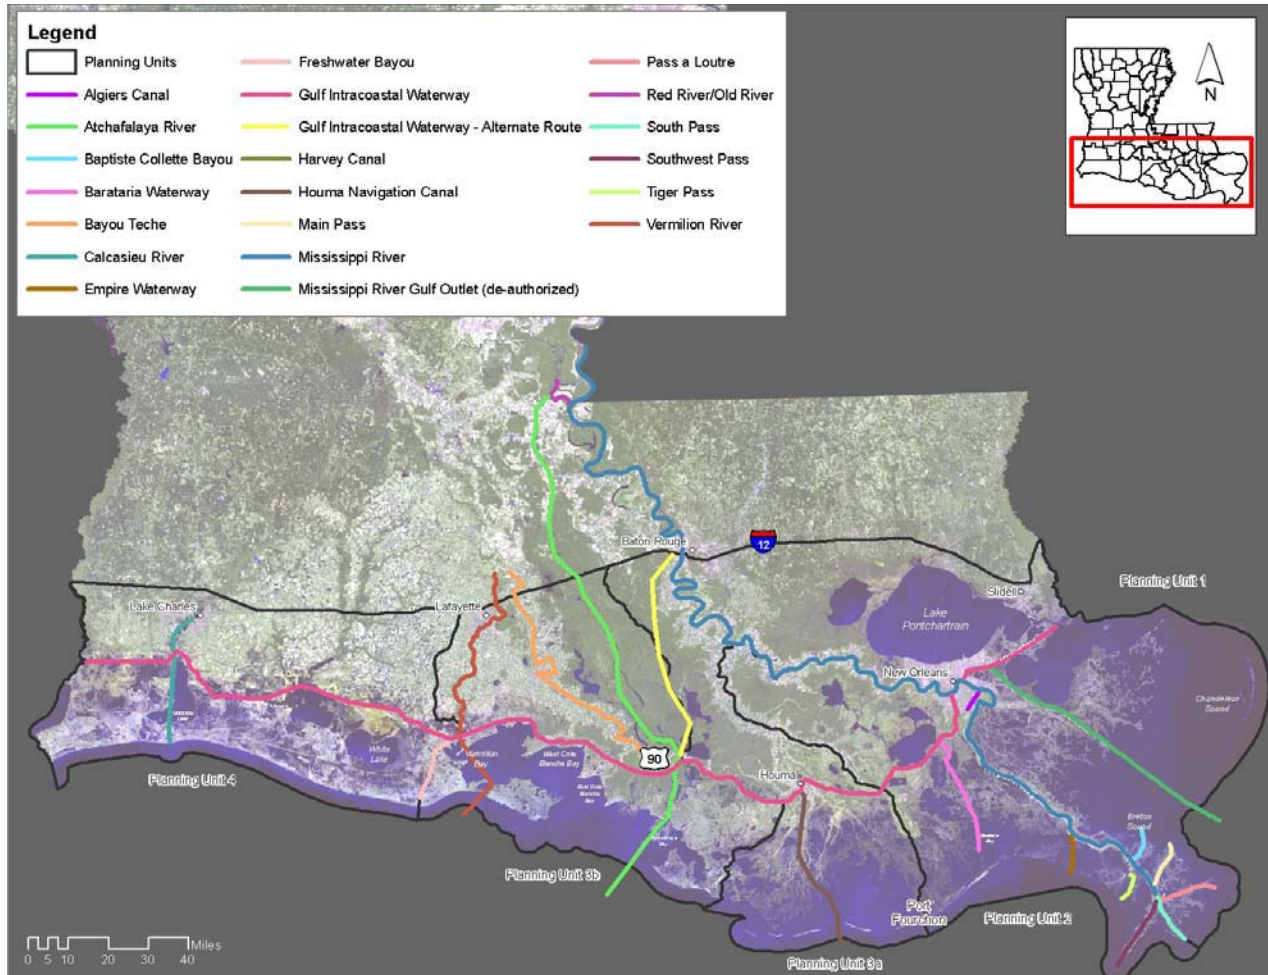 Legend
Planning Units
Algiers Canal
Atchafalaya River
Baptiste Collette Bayou
Barataria Waterway
Bayou Teche
Calcasieu River
Empire Waterway
Freshwater Bayou
Gulf Intracoastal Waterway
Gulf Intracoastal Waterway - Alternate Route
Harvey Canal
Houma Navigation Canal
Main Pass
Mississippi River
Mississippi River Gulf Outlet (de-authorized)
Pass a Loutre
Red River/Old River
South Pass
Southwest Pass
Tiger Pass
Vermilion River
N
Baton Rouge
12
Planning Unit 1
Slidell
Lake Charles
Lafayette
Lake
Pontchartrain
New Orleans
Chandeleur
Sound
White
Lake
Vermilion
Bay
West Cote
Blanche Bay
90
Houma
Planning Unit 4
Breton
Sound
Planning Unit 3b
Port
Fourchon
Planning Unit 2
Planning Unit 3a
Miles
0 5 10 20 30 40